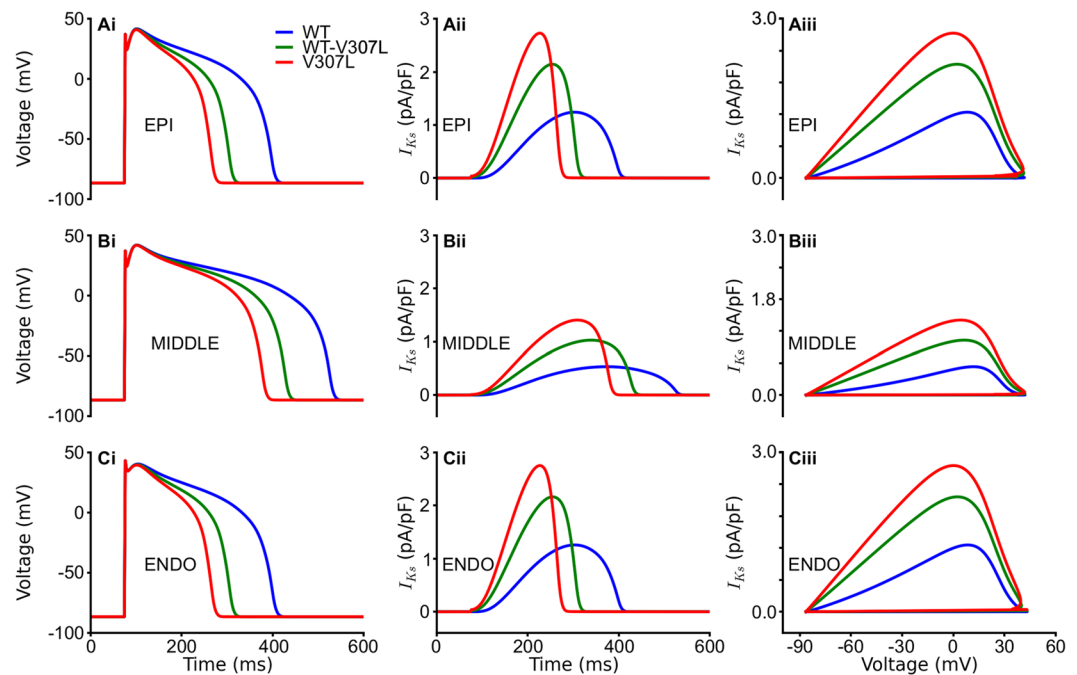 Ai
WT
WT-V307L
V307L
EPI
Voltage (mV)
50
0
-50
-100
Aii
EPI
I_Ks (pA/pF)
3
2
1
0
Aiii
EPI
I_Ks (pA/pF)
3.0
0.0
Bi
MIDDLE
Voltage (mV)
50
0
-50
-100
Bii
MIDDLE
I_Ks (pA/pF)
3
2
1
0
Biii
MIDDLE
I_Ks (pA/pF)
3.0
1.8
0.0
Ci
ENDO
Voltage (mV)
50
0
-50
-100
0 200 400 600
Time (ms)
Cii
ENDO
I_Ks (pA/pF)
3
2
1
0
0 200 400 600
Time (ms)
Ciii
ENDO
I_Ks (pA/pF)
3.0
0.0
-90 -60 -30 0 30 60
Voltage (mV)